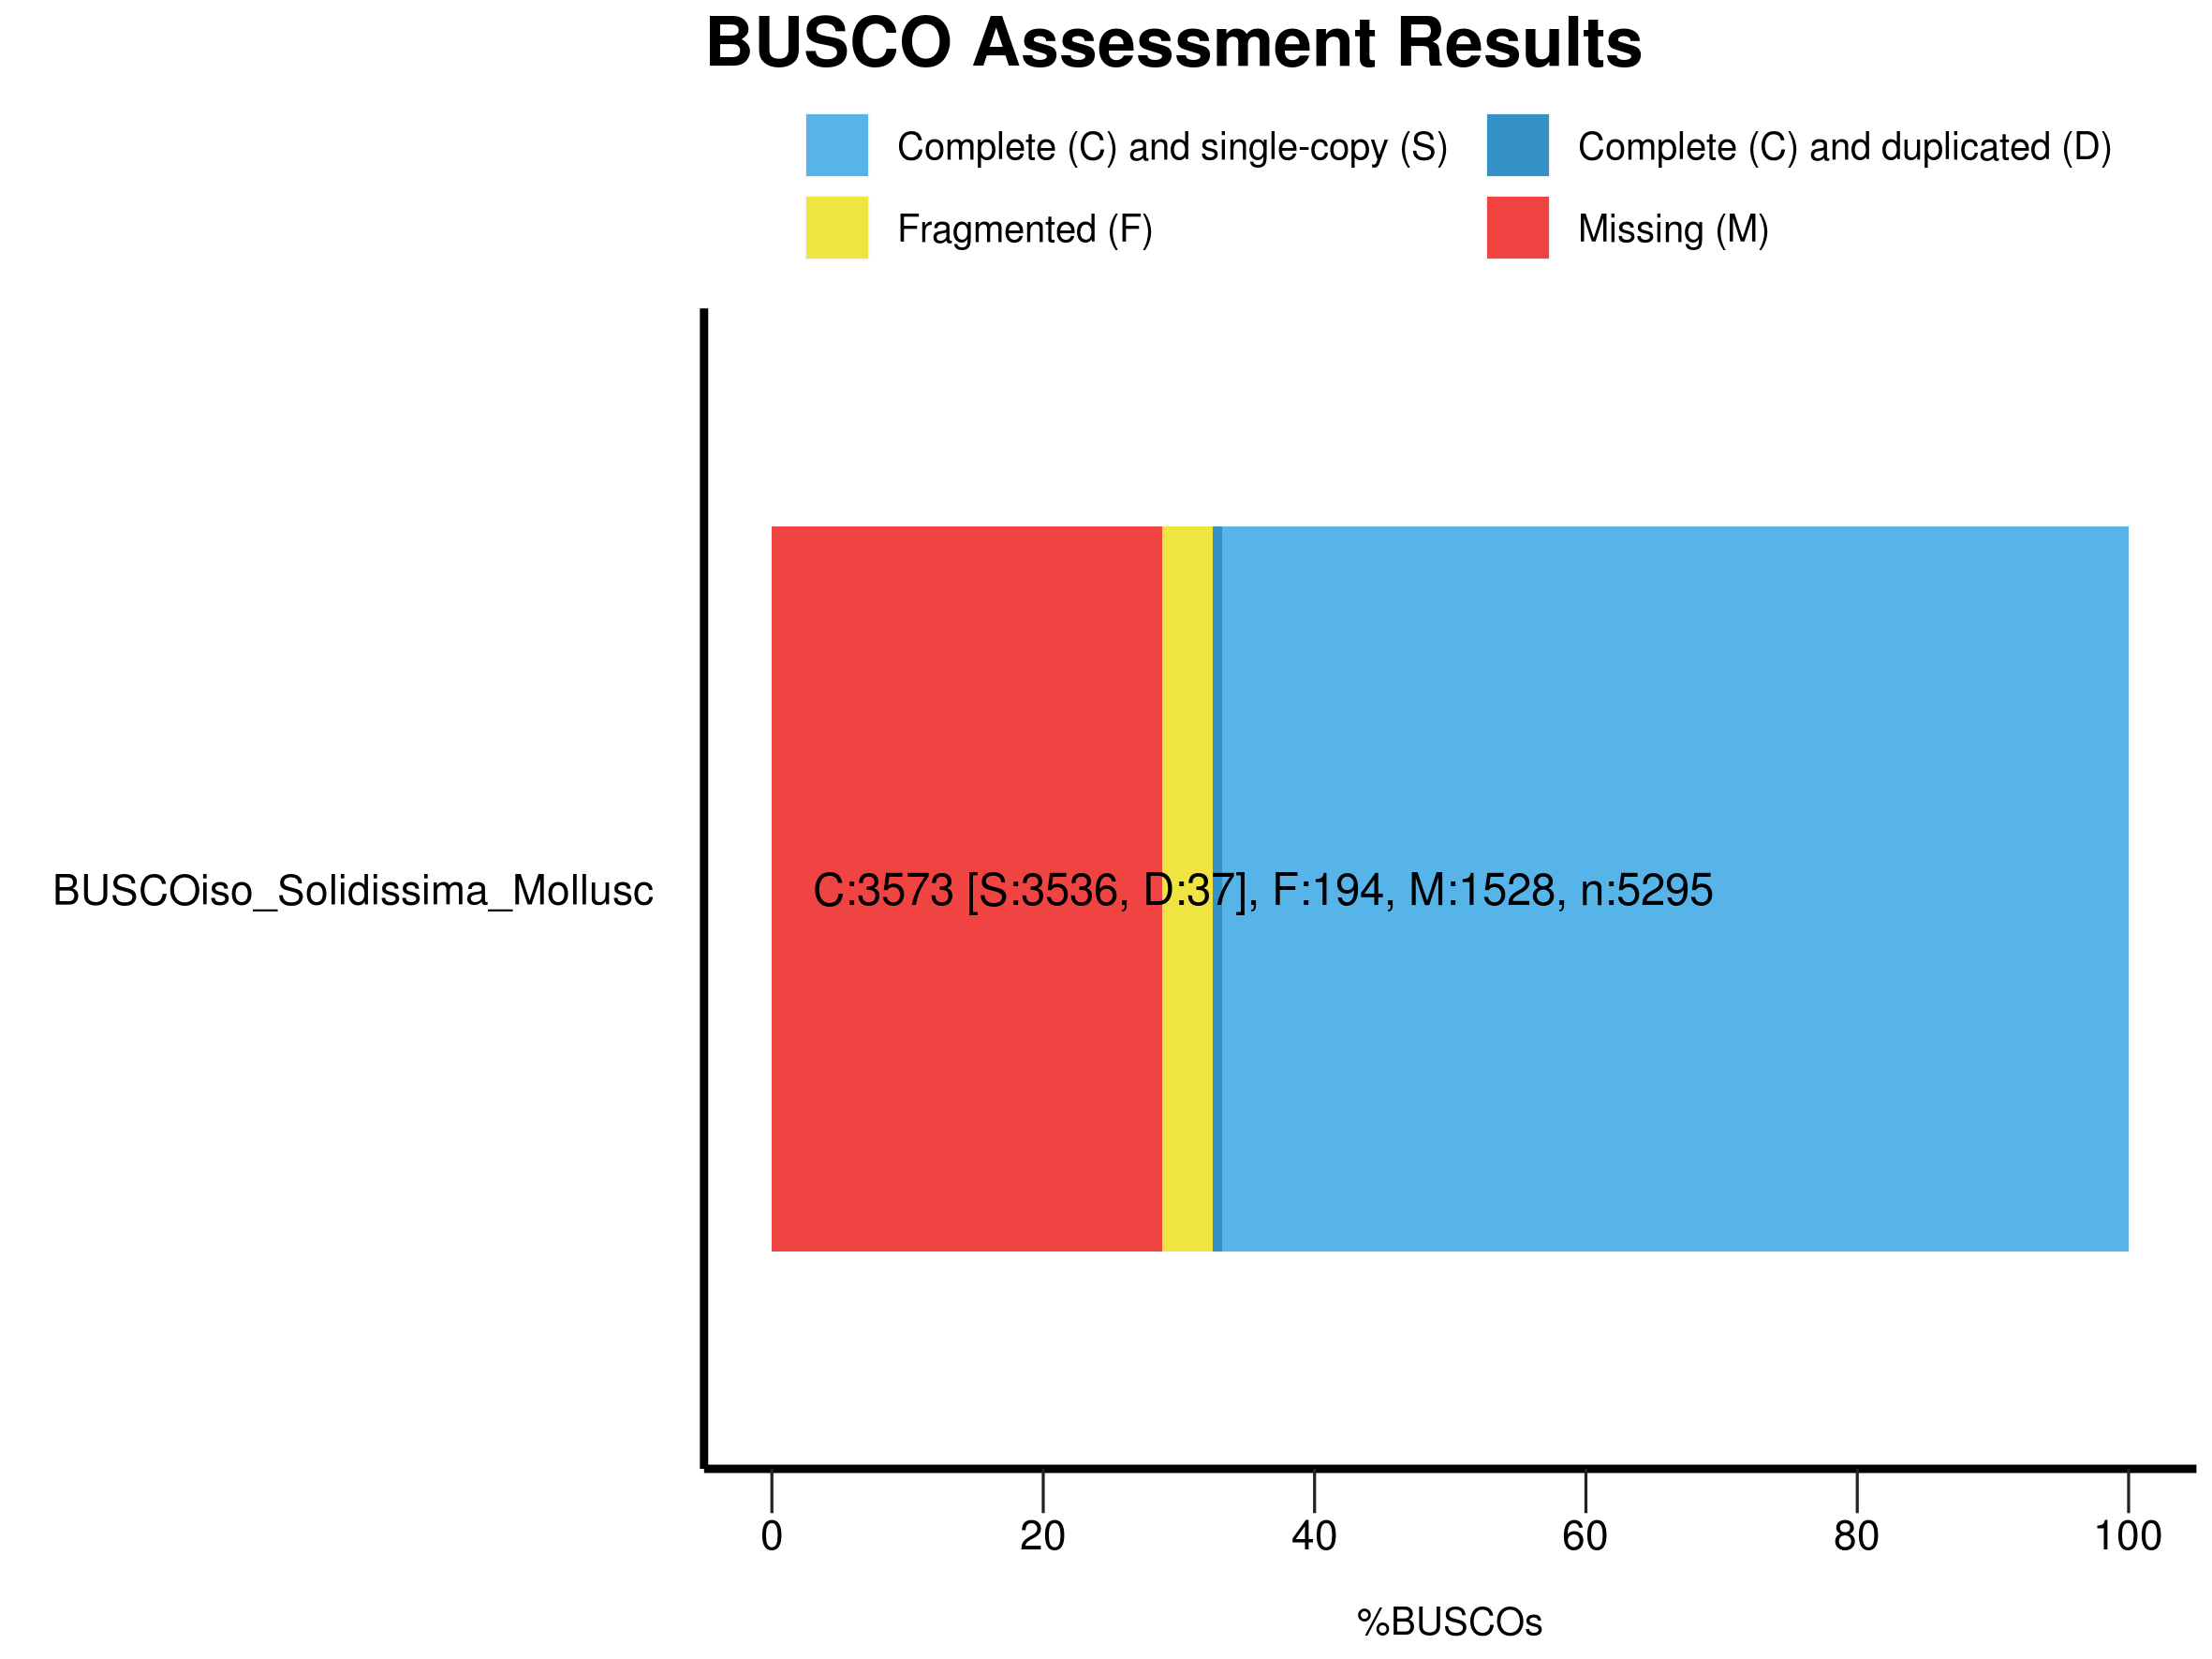 BUSCO Assessment Results
Complete (C) and single-copy (S)
Complete (C) and duplicated (D)
Fragmented (F)
Missing (M)
BUSCOiso_Solidissima_Mollusc
C:3573 [S:3536, D:37], F:194, M:1528, n:5295
0 20 40 60 80 100
%BUSCOs